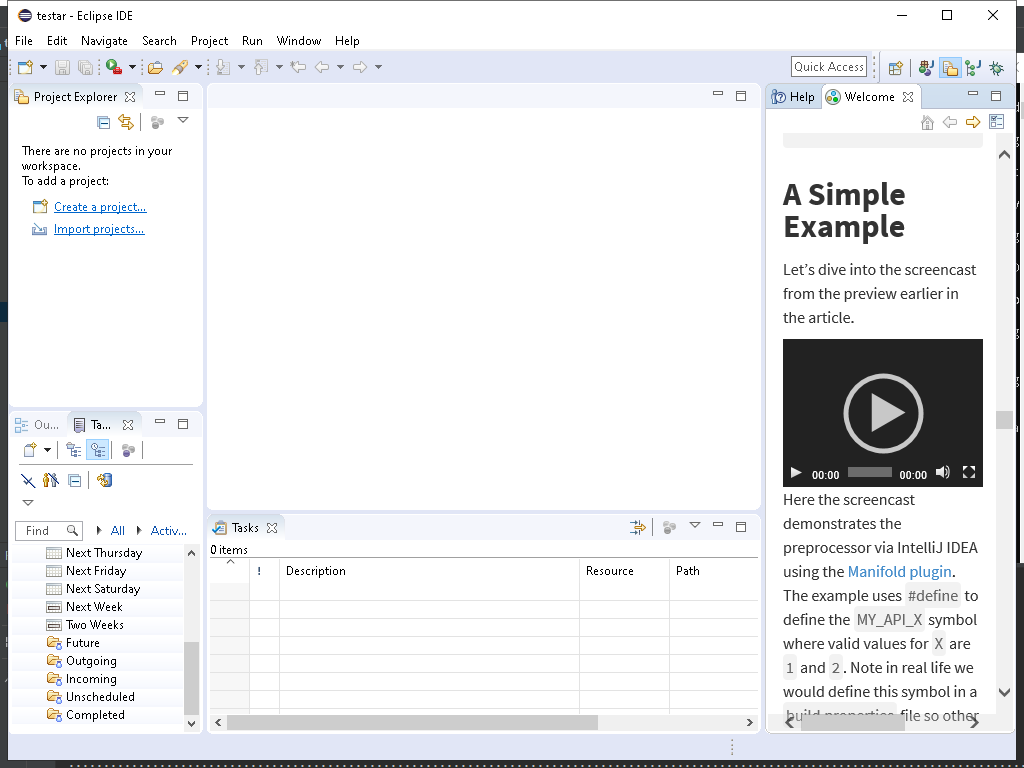 testar - Eclipse IDE
File Edit Navigate Search Project Run Window Help
Quick Access
Project Explorer
There are no projects in your
workspace.
To add a project:
Create a project...
Import projects...
Ou...
Ta...
Find
All
Activ...
Next Thursday
Next Friday
Next Saturday
Next Week
Two Weeks
Future
Outgoing
Incoming
Unscheduled
Completed
Tasks
0 items
! Description Resource Path
Help
Welcome
A Simple
Example
Let’s dive into the screencast
from the preview earlier in
the article.
00:00 00:00
Here the screencast
demonstrates the
preprocessor via IntelliJ IDEA
using the Manifold plugin.
The example uses #define to
define the MY_API_X symbol
where valid values for X are
1 and 2. Note in real life we
would define this symbol in a
build.properties file so other